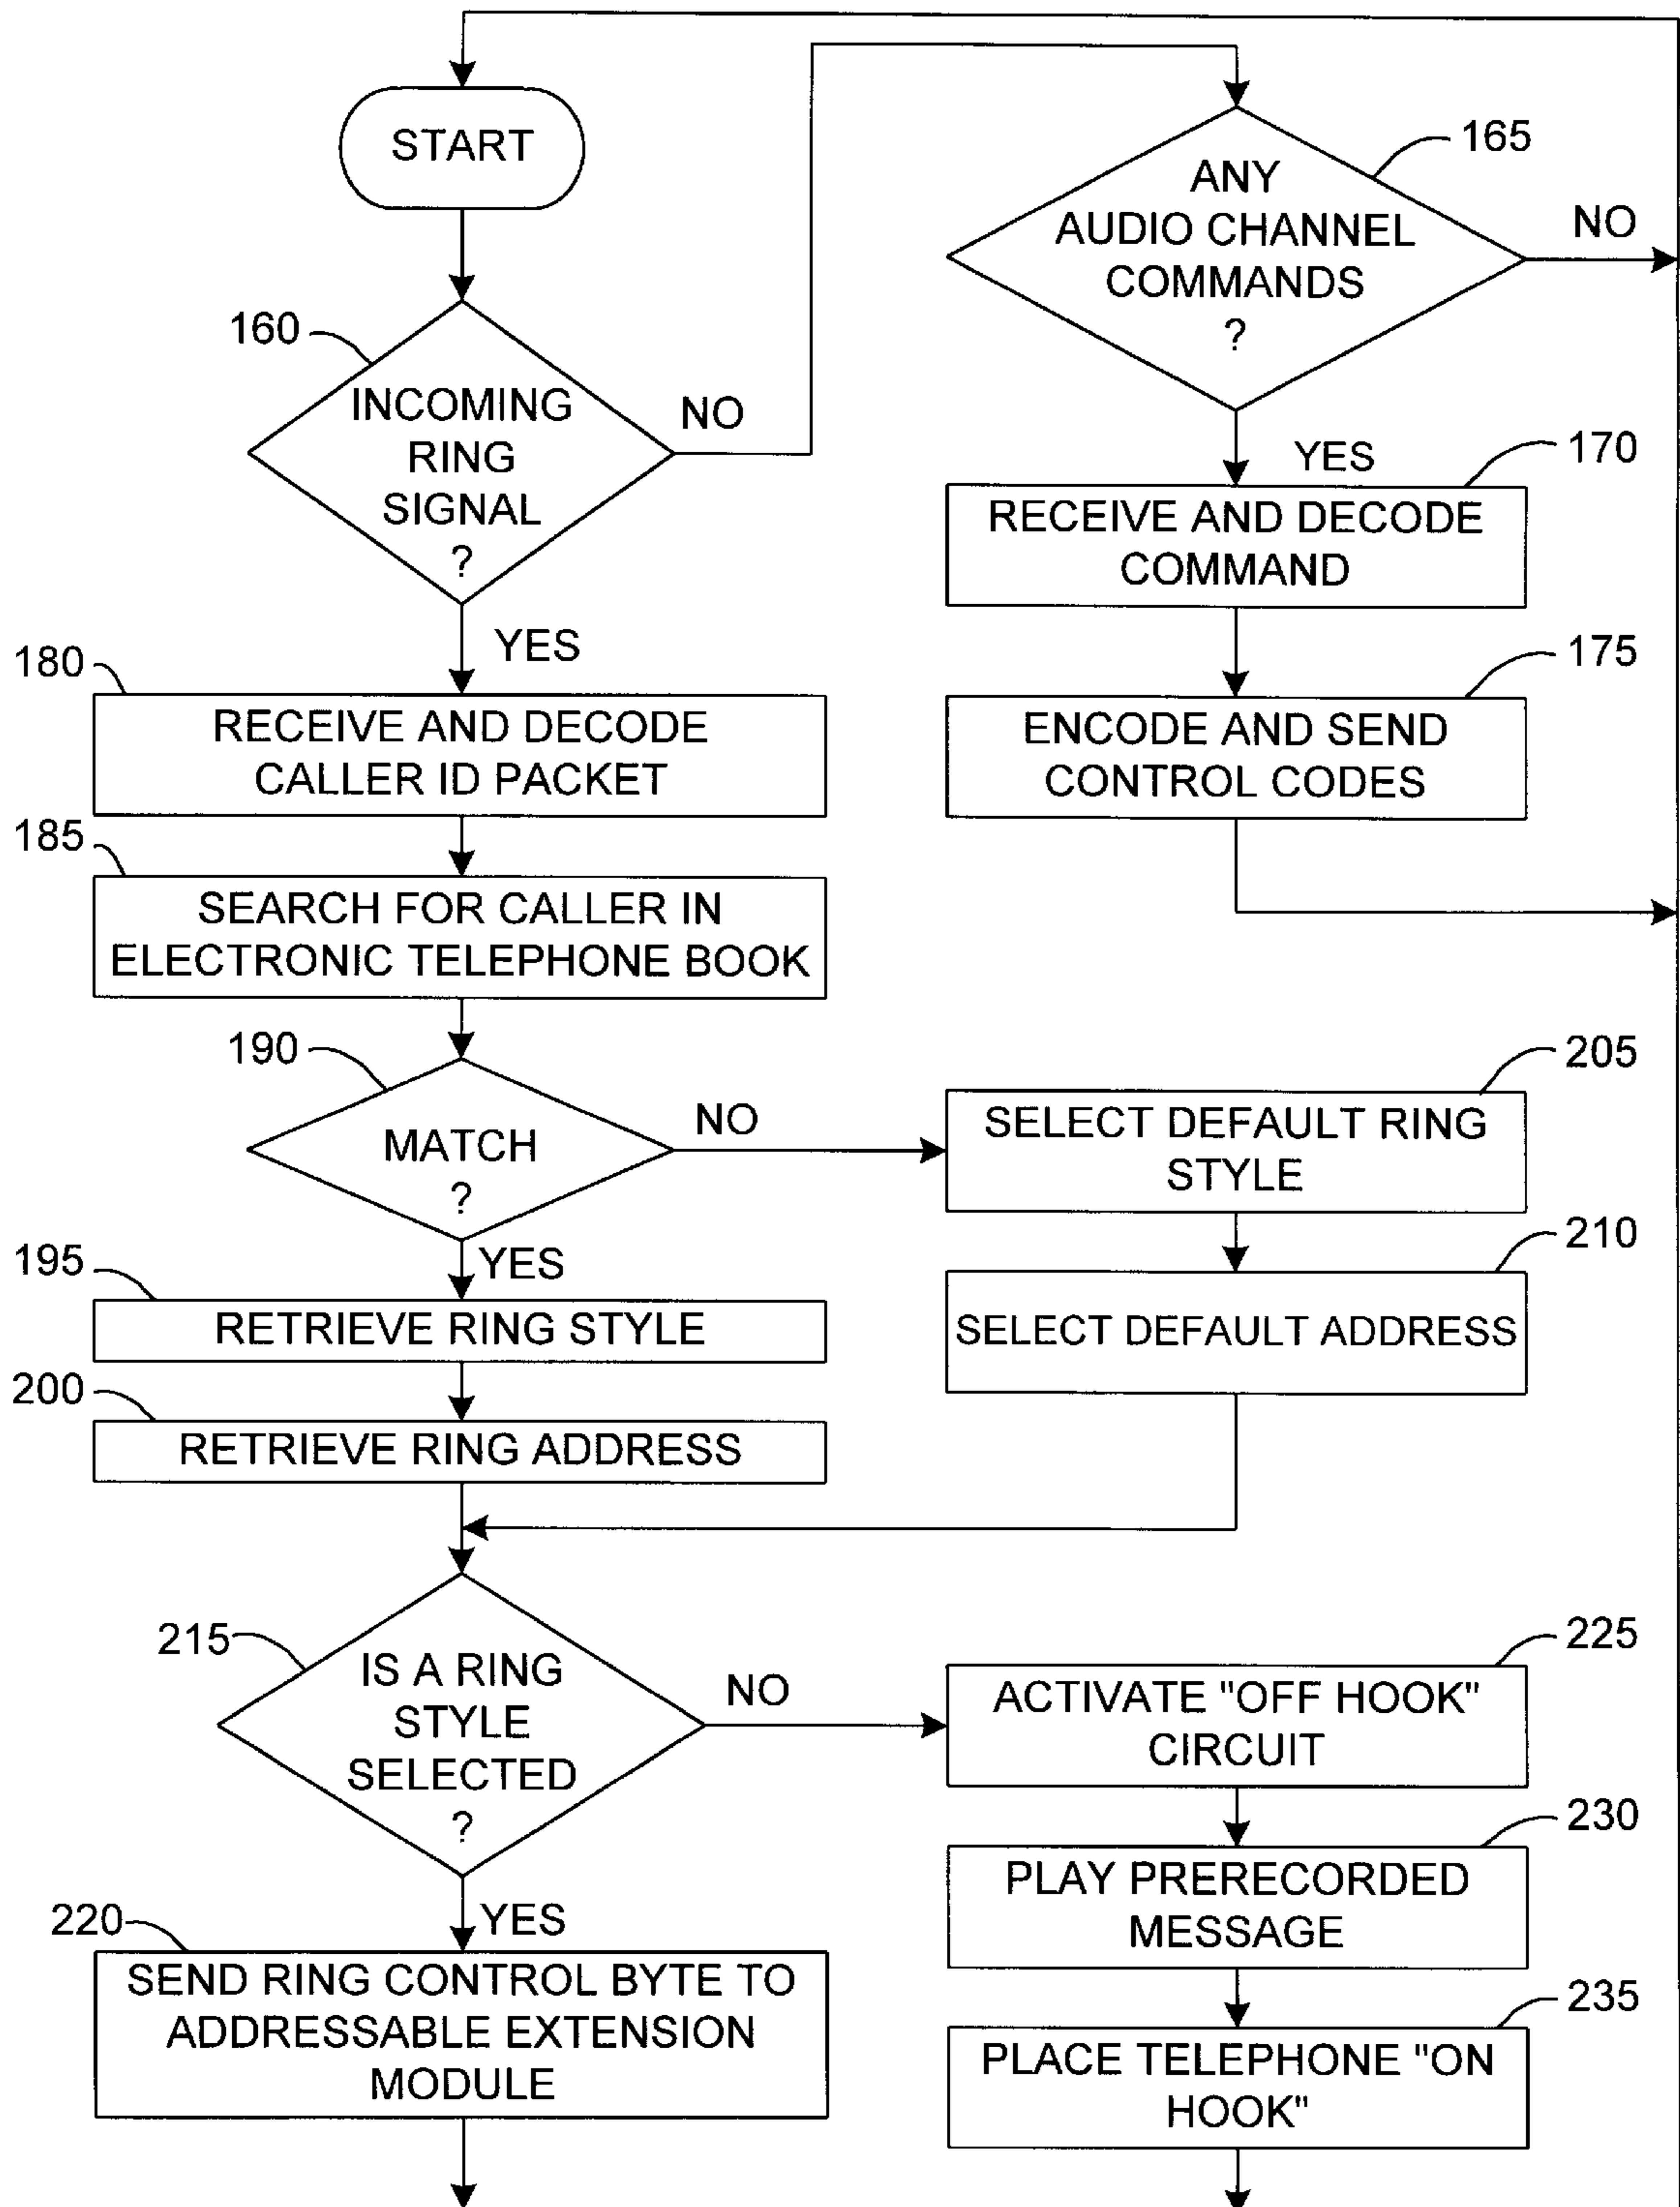 START
160
INCOMING
RING
SIGNAL
?
NO
YES
165
ANY
AUDIO CHANNEL
COMMANDS
?
NO
YES
170
RECEIVE AND DECODE
COMMAND
175
ENCODE AND SEND
CONTROL CODES
180
RECEIVE AND DECODE
CALLER ID PACKET
185
SEARCH FOR CALLER IN
ELECTRONIC TELEPHONE BOOK
190
MATCH
?
NO
YES
205
SELECT DEFAULT RING
STYLE
210
SELECT DEFAULT ADDRESS
195
RETRIEVE RING STYLE
200
RETRIEVE RING ADDRESS
215
IS A RING
STYLE
SELECTED
?
NO
YES
225
ACTIVATE "OFF HOOK"
CIRCUIT
230
PLAY PRERECORDED
MESSAGE
235
PLACE TELEPHONE "ON
HOOK"
220
SEND RING CONTROL BYTE TO
ADDRESSABLE EXTENSION
MODULE